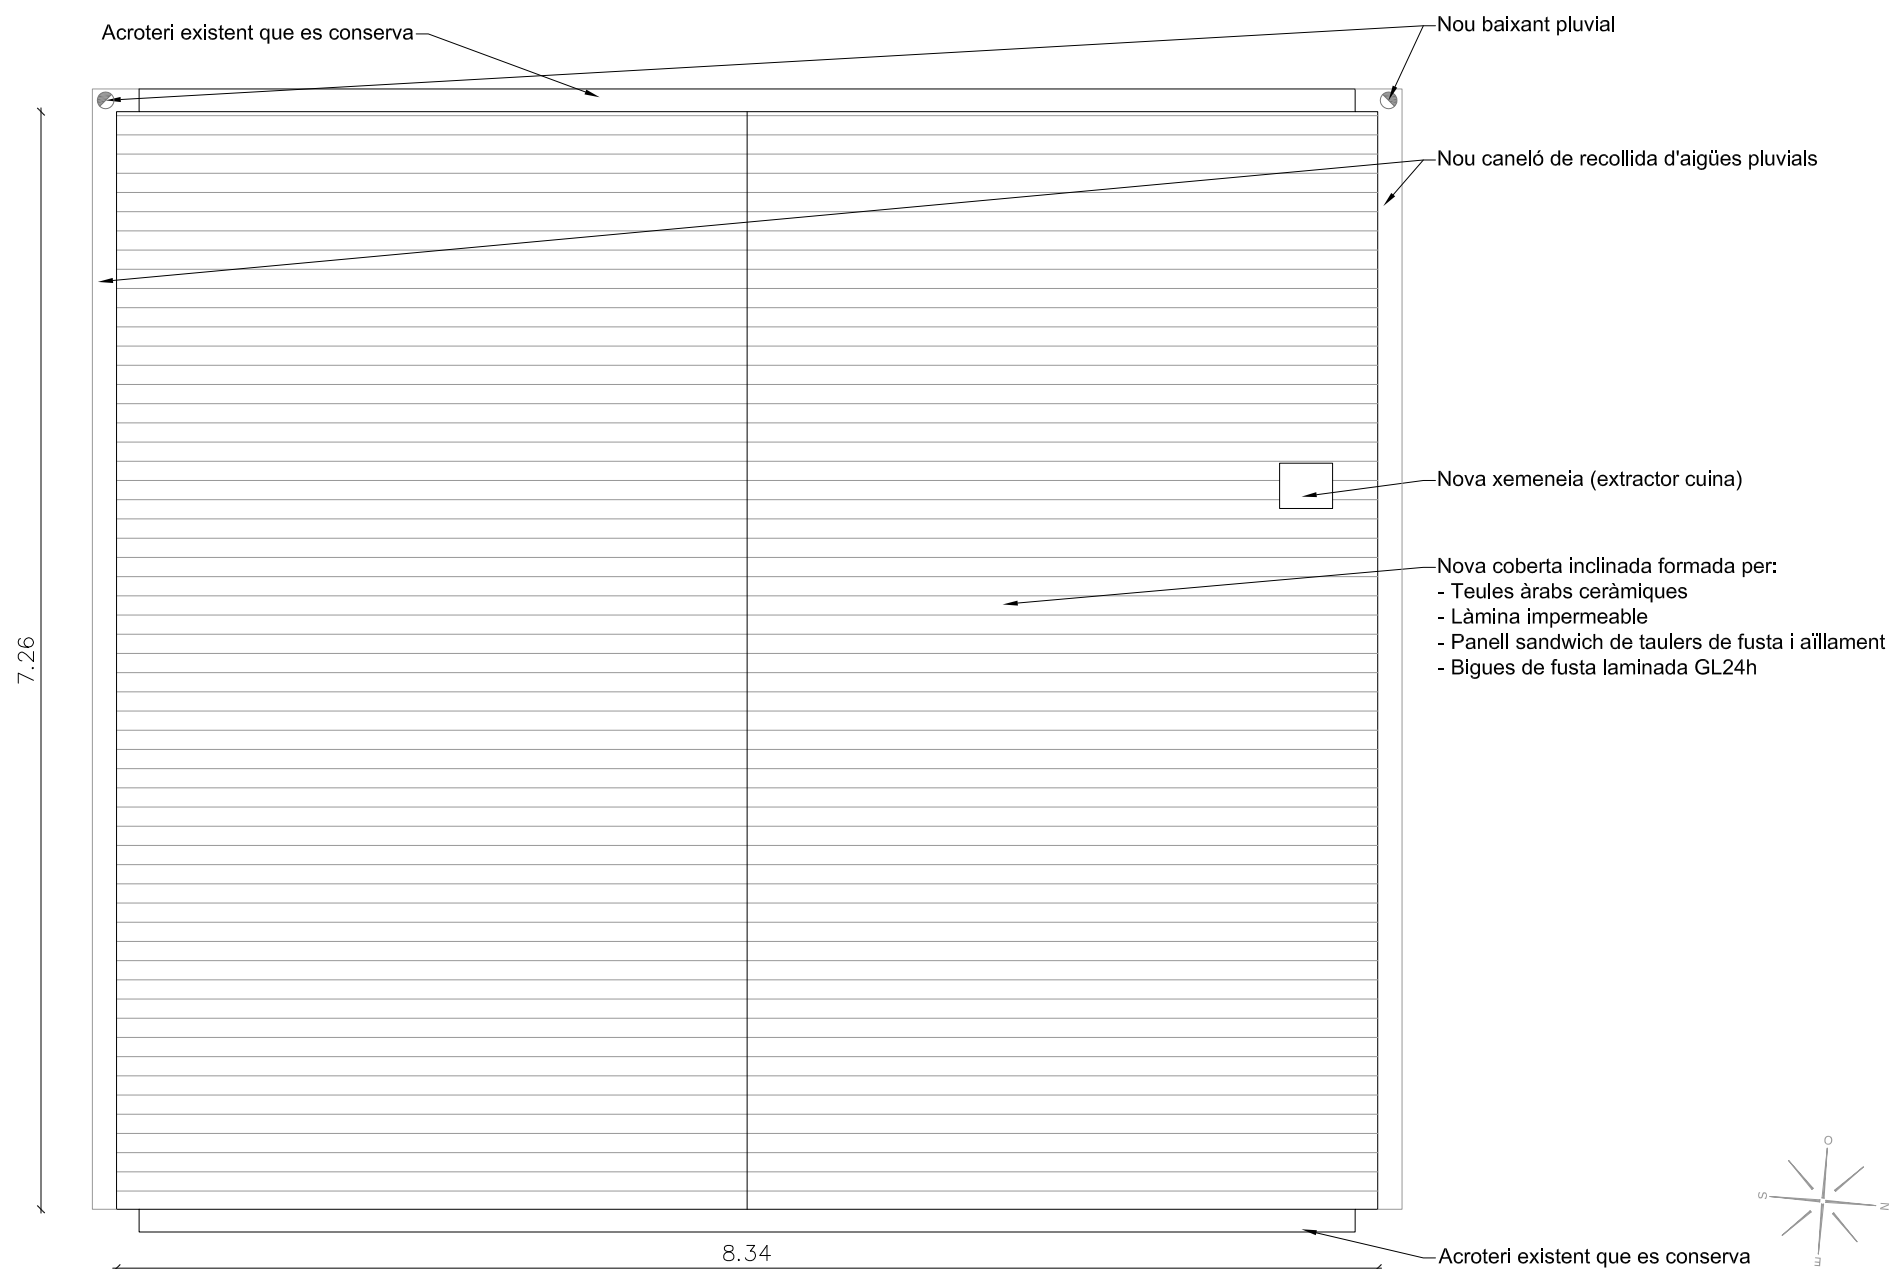 Acroteri existent que es conserva
Nou baixant pluvial
Nou caneló de recollida d'aigües pluvials
Nova xemeneia (extractor cuina)
Nova coberta inclinada formada per:
- Teules àrabs ceràmiques
- Làmina impermeable
- Panell sandwich de taulers de fusta i aïllament
- Bigues de fusta laminada GL24h
7.26
8.34
Acroteri existent que es conserva
O
S
N
E